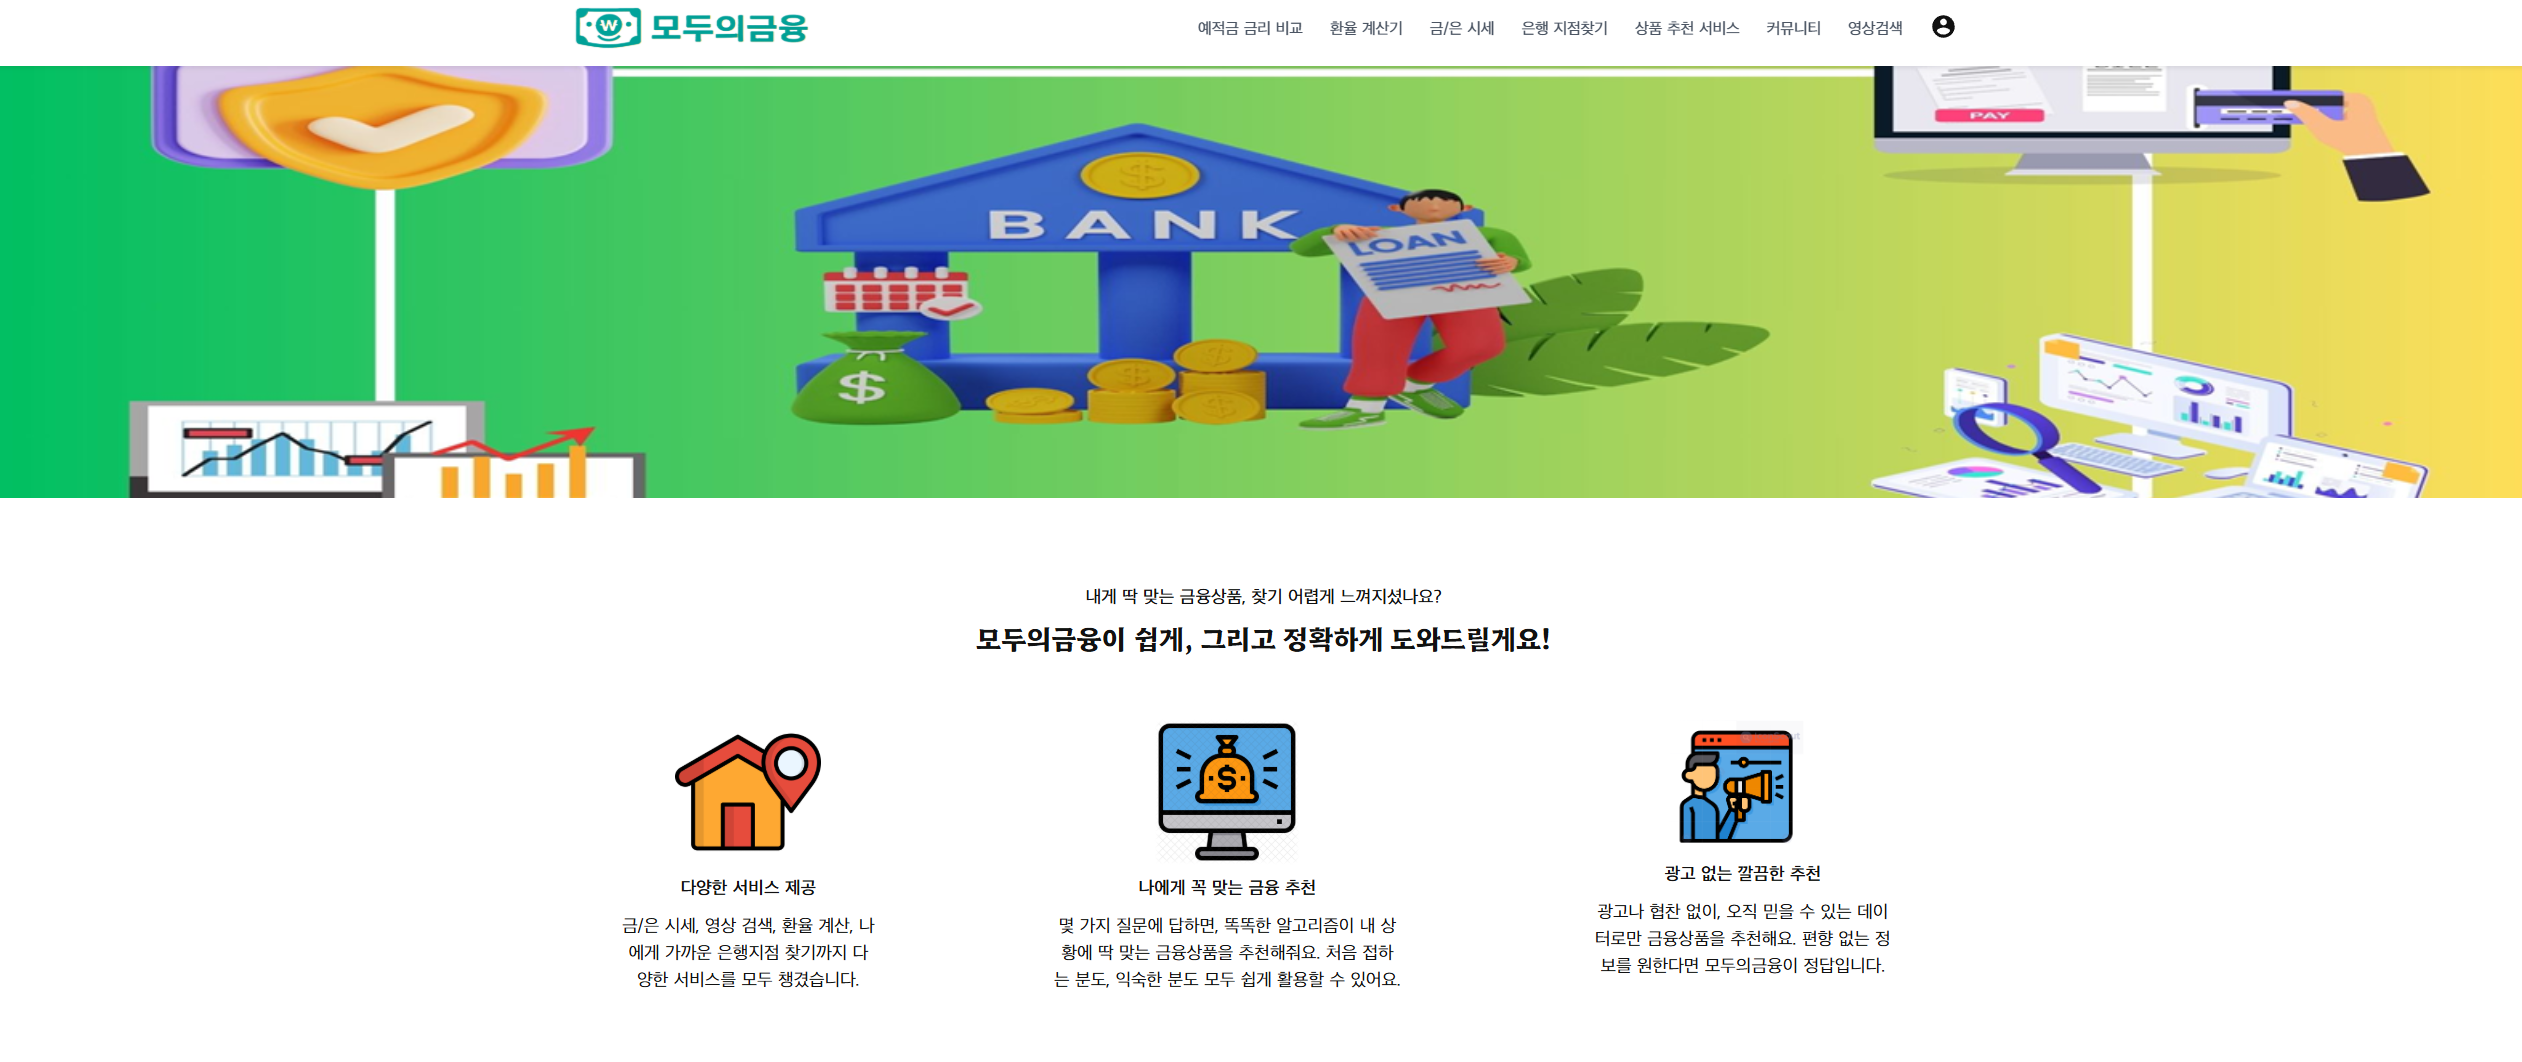 모두의금융
예적금 금리 비교 환율 계산기 금/은 시세 은행 지점찾기 상품 추천 서비스 커뮤니티 영상검색
PAY
BANK
LOAN
내게 딱 맞는 금융상품, 찾기 어렵게 느껴지셨나요?
모두의금융이 쉽게, 그리고 정확하게 도와드릴게요!
다양한 서비스 제공
금/은 시세, 영상 검색, 환율 계산, 나
에게 가까운 은행지점 찾기까지 다
양한 서비스를 모두 챙겼습니다.
나에게 꼭 맞는 금융 추천
몇 가지 질문에 답하면, 똑똑한 알고리즘이 내 상
황에 딱 맞는 금융상품을 추천해줘요. 처음 접하
는 분도, 익숙한 분도 모두 쉽게 활용할 수 있어요.
광고 없는 깔끔한 추천
광고나 협찬 없이, 오직 믿을 수 있는 데이
터로만 금융상품을 추천해요. 편향 없는 정
보를 원한다면 모두의금융이 정답입니다.